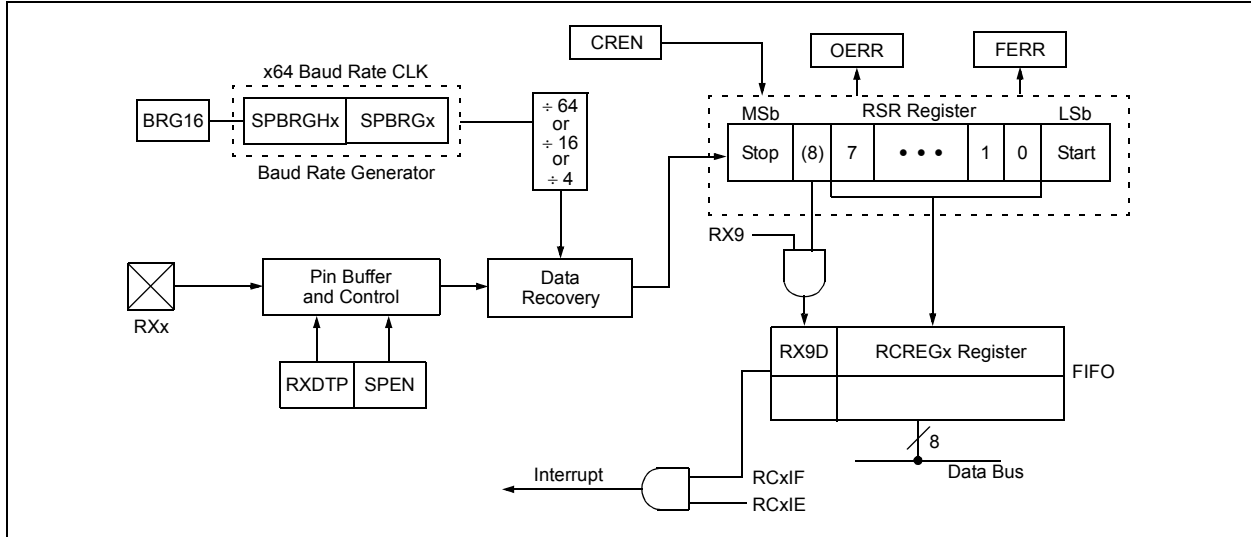 CREN
OERR
FERR
x64 Baud Rate CLK
BRG16
SPBRGHx
SPBRGx
Baud Rate Generator
÷ 64
or
÷ 16
or
÷ 4
MSb
RSR Register
LSb
Stop
(8)
7
• • •
1
0
Start
RX9
Pin Buffer
and Control
Data
Recovery
RXx
RXDTP
SPEN
RX9D
RCREGx Register
FIFO
8
Data Bus
Interrupt
RCxIF
RCxIE